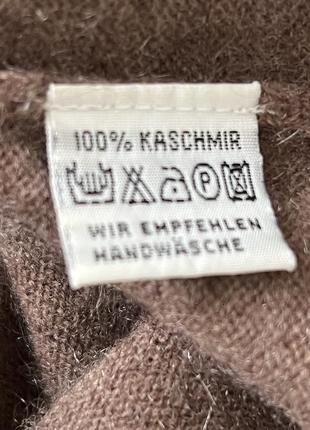 100% KASCHMIR
P
WIR EMPFEHLEN
HANDWÄSCHE